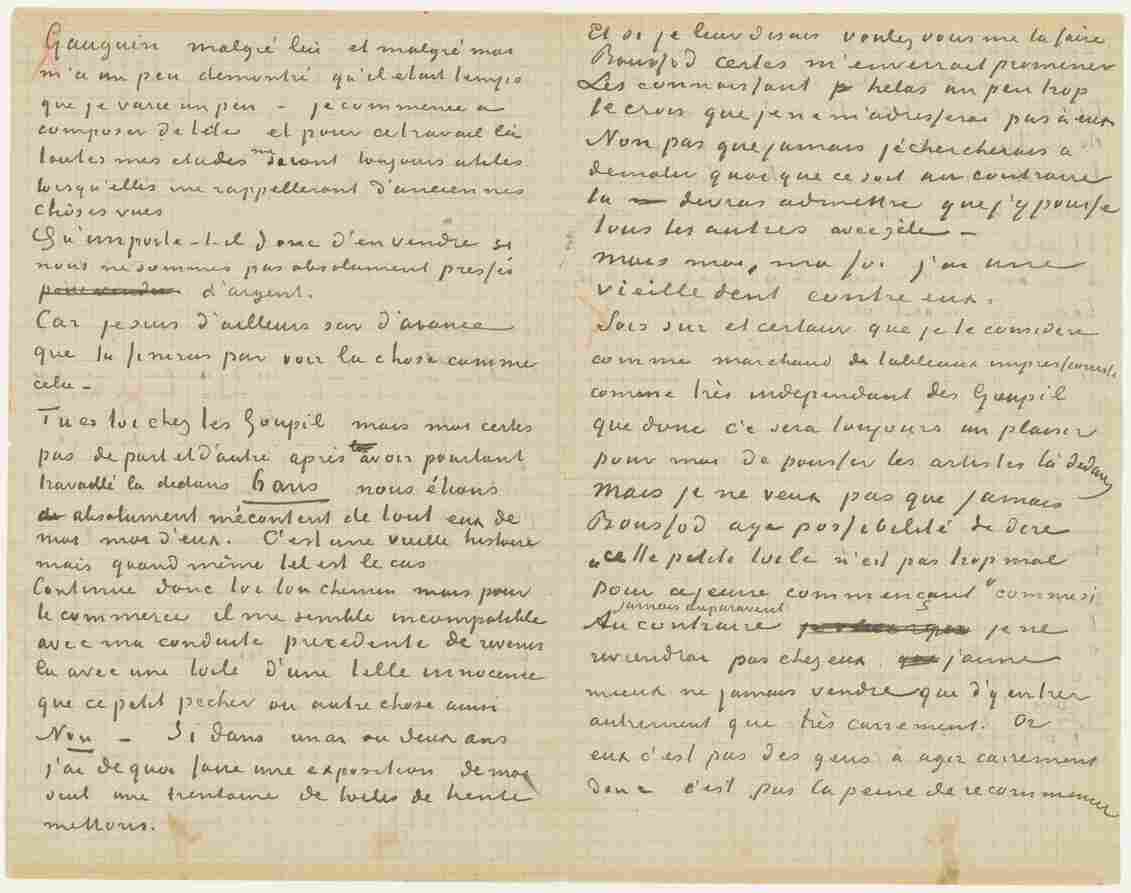 Gauguin malgré lui et malgré moi
m'a un peu demontré qu'il etait temps
que je varie un peu – je commence a
composer de tête et pour ce travail là
toutes mes etudes me seront toujours utiles
lorsqu'elles me rappelleront d'anciennes
chôses vues
Qu'importe-t-il donc d'en vendre si
nous ne sommes pas absolument pressés
d'argent.
Car je suis d'ailleurs sur d'avance
que tu finiras par voir la chose comme
cela –
Tu es toi chez les Goupil mais moi certes
pas de part et d'autre après avoir pourtant
travaillé là dedans 6 ans nous étions
absolument mécontent de tout eux de
moi moi d'eux. C'est une vieille histoire
mais quand même tel est le cas
Continue donc toi ton chemin mais pour
le commerce il me semble incompatible
avec ma conduite precedente de revenir
là avec une toile d'une telle innocence
que ce petit pecher ou autre chose ainsi
Non – Si dans un an ou deux ans
j'ai de quoi faire une exposition de moi
seul une trentaine de toiles de trente
mettons.
Et si je leur disais voulez vous me la faire
Boussod certes m'enverrait promener
Les connaissant helas un peu trop
je crois que je ne m'adresserai pas à eux
Non pas que jamais je chercherais a
demolir quoi que ce soit au contraire
tu devras admettre que j'y pousse
tous les autres avec zèle –
mais moi, ma foi j'ai une
vieille dent contre eux.
Sois sur et certain que je te considère
comme marchand de tableaux impressioniste
comme très independant des Goupil
que donc ce sera toujours un plaisir
pour moi de pousser les artistes là dedans
mais je ne veux pas que jamais
Boussod aye possibilité de dire
„cette petite toile n'est pas trop mal
pour ce jeune commençant” comme si
jamais auparavant
Au contraire je ne
reviendrai pas chez eux. j'aime
mieux ne jamais vendre que d'y entrer
autrement que très carrement. Or
eux c'est pas des gens à agir carrement
donc c'est pas la peine de recommencer